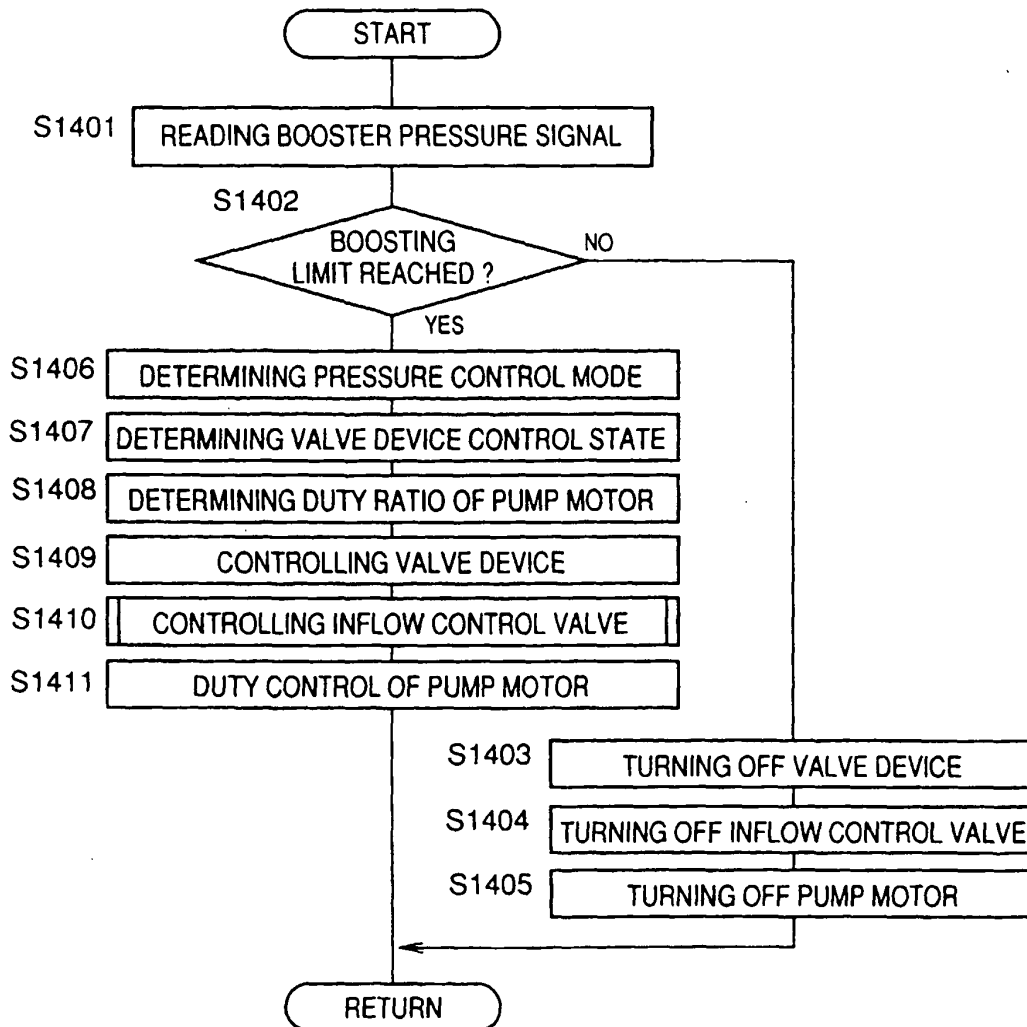 START
S1401
READING BOOSTER PRESSURE SIGNAL
S1402
BOOSTING
LIMIT REACHED ?
NO
YES
S1406
DETERMINING PRESSURE CONTROL MODE
S1407
DETERMINING VALVE DEVICE CONTROL STATE
S1408
DETERMINING DUTY RATIO OF PUMP MOTOR
S1409
CONTROLLING VALVE DEVICE
S1410
CONTROLLING INFLOW CONTROL VALVE
S1411
DUTY CONTROL OF PUMP MOTOR
S1403
TURNING OFF VALVE DEVICE
S1404
TURNING OFF INFLOW CONTROL VALVE
S1405
TURNING OFF PUMP MOTOR
RETURN